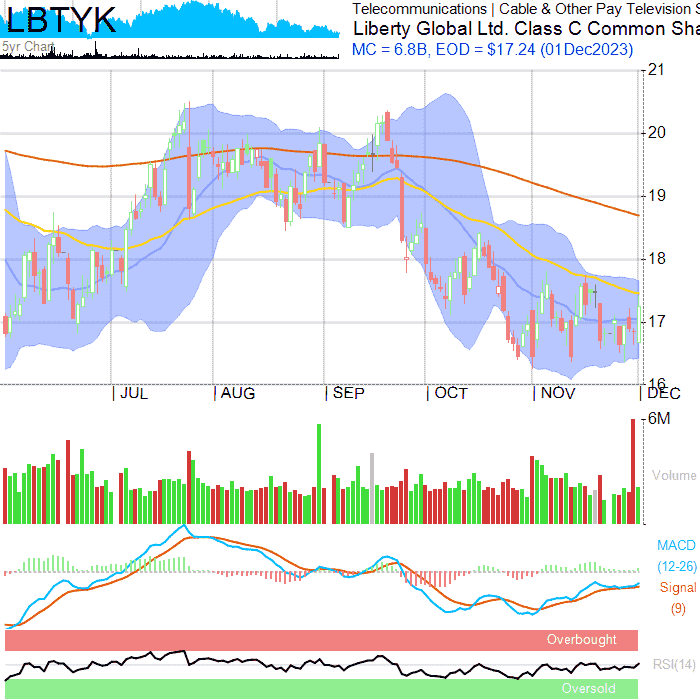 LBTYK
5yr Chart
Telecommunications | Cable & Other Pay Television S
Liberty Global Ltd. Class C Common Sha
MC = 6.8B, EOD = $17.24 (01Dec2023)
21
20
19
18
17
16
JUL AUG SEP OCT NOV DEC
6M
Volume
MACD
(12-26)
Signal
(9)
Overbought
RSI(14)
Oversold